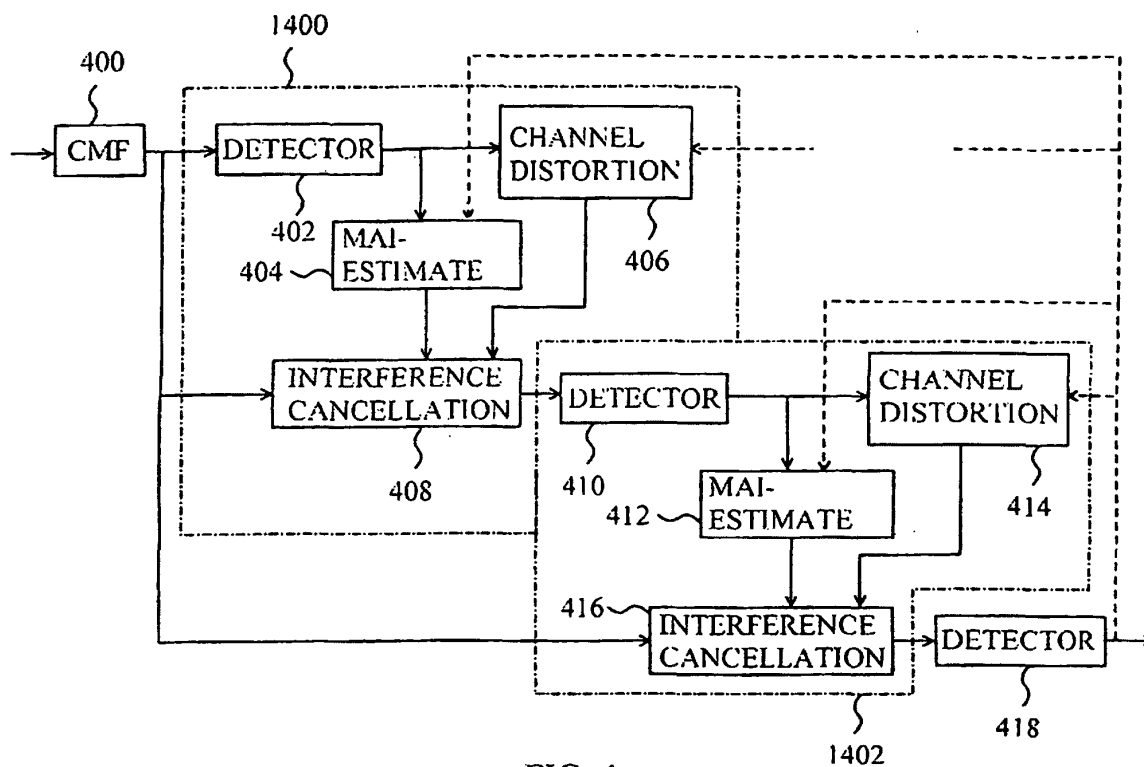 1400
400
CMF
DETECTOR
CHANNEL
DISTORTION
402
MAI-
ESTIMATE
404
406
INTERFERENCE
CANCELLATION
DETECTOR
CHANNEL
DISTORTION
408
410
MAI-
ESTIMATE
412
414
416
INTERFERENCE
CANCELLATION
DETECTOR
418
1402